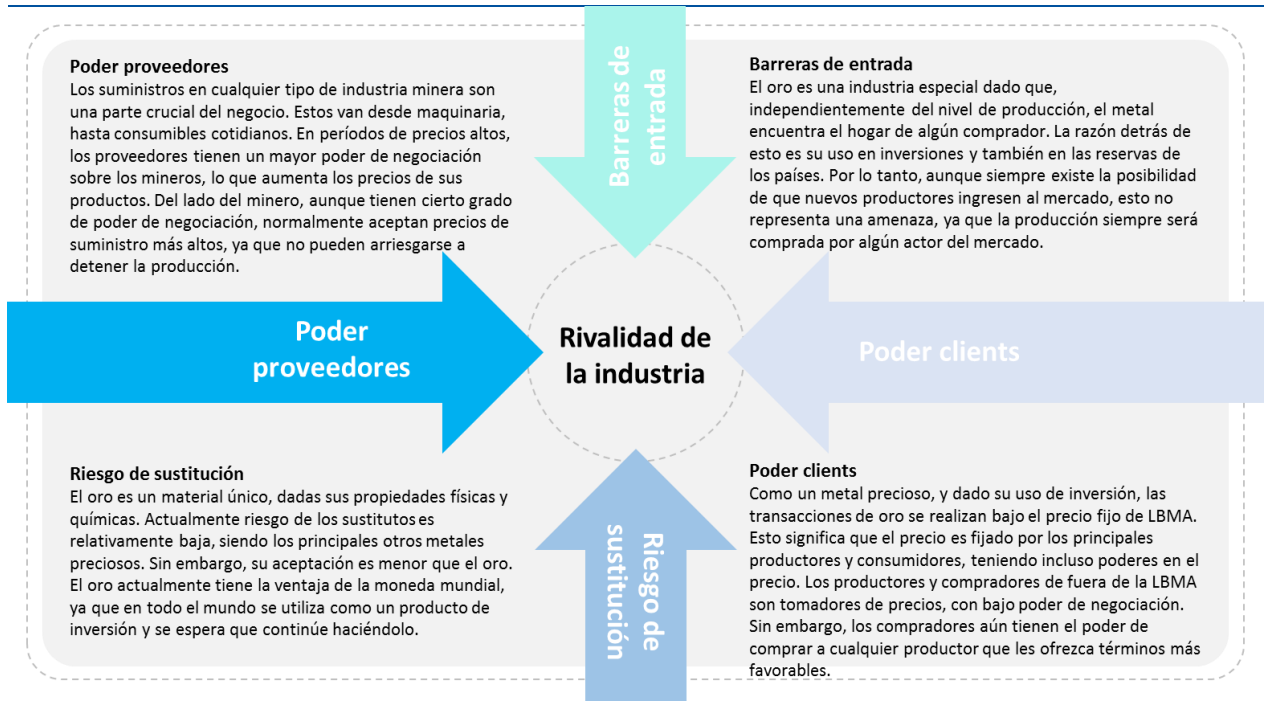 Poder proveedores
Los suministros en cualquier tipo de industria minera son
una parte crucial del negocio. Estos van desde maquinaria,
hasta consumibles cotidianos. En períodos de precios altos,
los proveedores tienen un mayor poder de negociación
sobre los mineros, lo que aumenta los precios de sus
productos. Del lado del minero, aunque tienen cierto grado
de poder de negociación, normalmente aceptan precios de
suministro más altos, ya que no pueden arriesgarse a
detener la producción.
Barreras de
entrada
Barreras de entrada
El oro es una industria especial dado que,
independientemente del nivel de producción, el metal
encuentra el hogar de algún comprador. La razón detrás de
esto es su uso en inversiones y también en las reservas de
los países. Por lo tanto, aunque siempre existe la posibilidad
de que nuevos productores ingresen al mercado, esto no
representa una amenaza, ya que la producción siempre será
comprada por algún actor del mercado.
Poder
proveedores
Rivalidad de
la industria
Poder clients
Riesgo de sustitución
El oro es un material único, dadas sus propiedades físicas y
químicas. Actualmente riesgo de los sustitutos es
relativamente baja, siendo los principales otros metales
preciosos. Sin embargo, su aceptación es menor que el oro.
El oro actualmente tiene la ventaja de la moneda mundial,
ya que en todo el mundo se utiliza como un producto de
inversión y se espera que continúe haciéndolo.
Riesgo de
sustitución
Poder clients
Como un metal precioso, y dado su uso de inversión, las
transacciones de oro se realizan bajo el precio fijo de LBMA.
Esto significa que el precio es fijado por los principales
productores y consumidores, teniendo incluso poderes en el
precio. Los productores y compradores de fuera de la LBMA
son tomadores de precios, con bajo poder de negociación.
Sin embargo, los compradores aún tienen el poder de
comprar a cualquier productor que les ofrezca términos más
favorables.